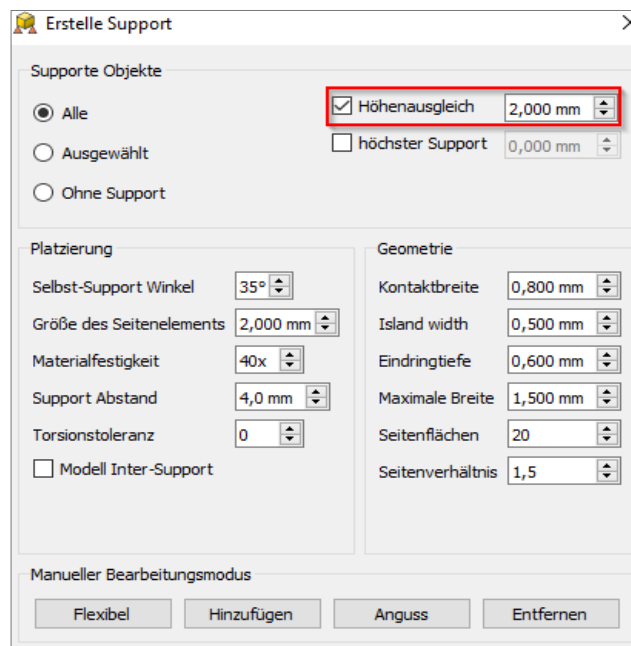 Erstelle Support
Supporte Objekte
Alle
Höhenausgleich 2,000 mm
Ausgewählt
höchster Support 0,000 mm
Ohne Support
Platzierung
Selbst-Support Winkel 35°
Größe des Seitenelements 2,000 mm
Materialfestigkeit 40x
Support Abstand 4,0 mm
Torsionstoleranz 0
Modell Inter-Support
Geometrie
Kontaktbreite 0,800 mm
Island width 0,500 mm
Eindringtiefe 0,600 mm
Maximale Breite 1,500 mm
Seitenflächen 20
Seitenverhältnis 1,5
Manueller Bearbeitungsmodus
Flexibel Hinzufügen Anguss Entfernen